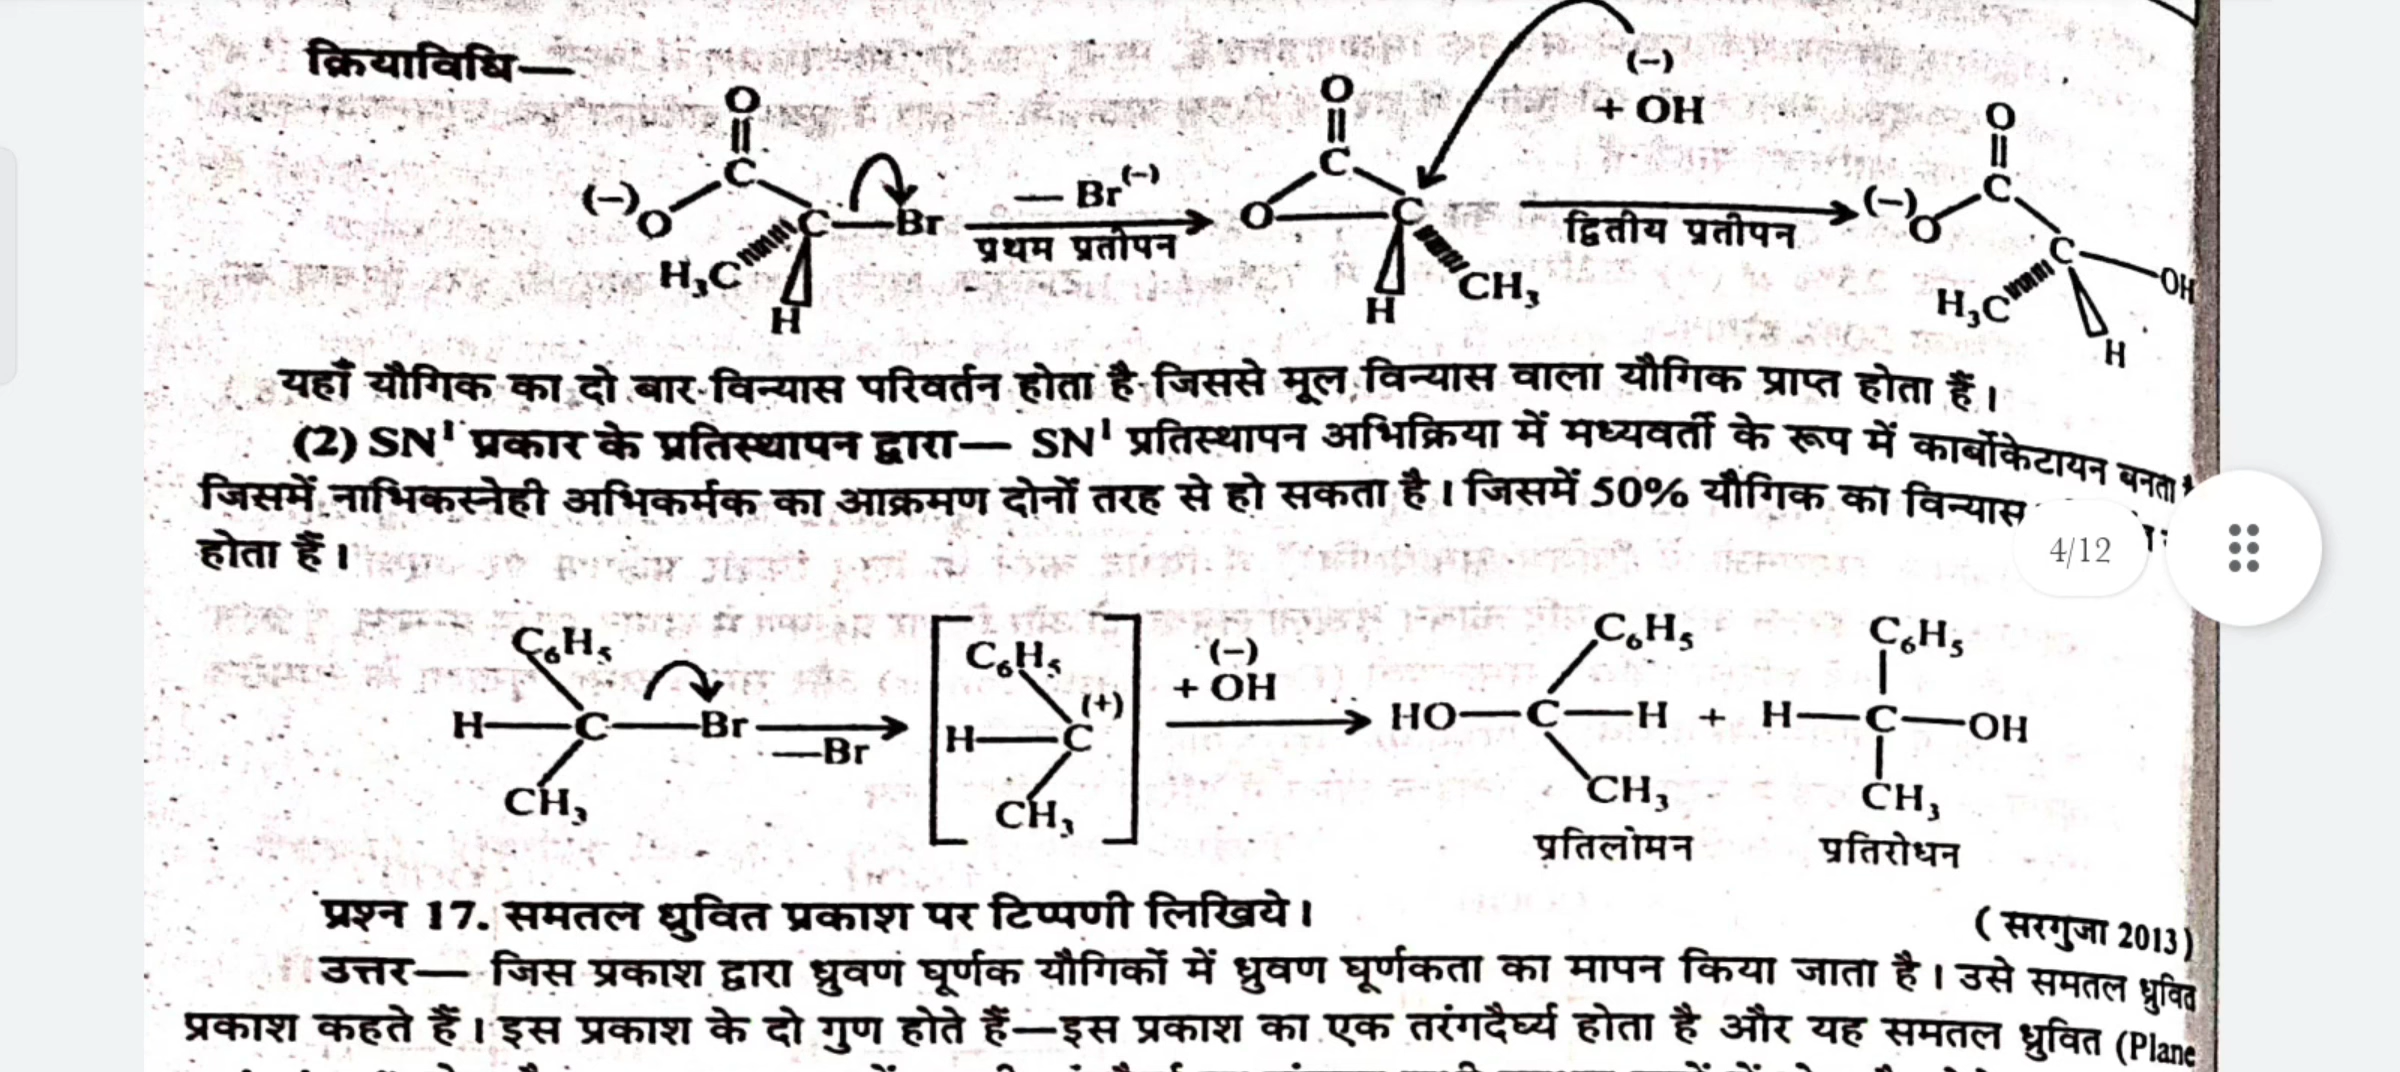 क्रियाविधि—
O
||
C
(-)O
C—Br
H₃C
H
— Br(-)
प्रथम प्रतीपन
O
||
C
O—C
H
CH₃
(-)
+ OH
द्वितीय प्रतीपन
O
||
C
(-)O
C
OH
H₃C
H
यहाँ यौगिक का दो बार विन्यास परिवर्तन होता है जिससे मूल विन्यास वाला यौगिक प्राप्त होता हैं।
(2) SN¹ प्रकार के प्रतिस्थापन द्वारा— SN¹ प्रतिस्थापन अभिक्रिया में मध्यवर्ती के रूप में कार्बोकेटायन बनता
जिसमें नाभिकस्नेही अभिकर्मक का आक्रमण दोनों तरह से हो सकता है। जिसमें 50% यौगिक का विन्यास
होता हैं।
4/12
C₆H₅
H—C—Br
CH₃
—Br
C₆H₅
(+)
H—C
CH₃
(-)
+ OH
C₆H₅
HO—C—H +
CH₃
प्रतिलोमन
C₆H₅
H—C—OH
CH₃
प्रतिरोधन
प्रश्न 17. समतल ध्रुवित प्रकाश पर टिप्पणी लिखिये। (सरगुजा 2013)
उत्तर— जिस प्रकाश द्वारा ध्रुवण घूर्णक यौगिकों में ध्रुवण घूर्णकता का मापन किया जाता है। उसे समतल ध्रुवित
प्रकाश कहते हैं। इस प्रकाश के दो गुण होते हैं—इस प्रकाश का एक तरंगदैर्घ्य होता है और यह समतल ध्रुवित (Plane